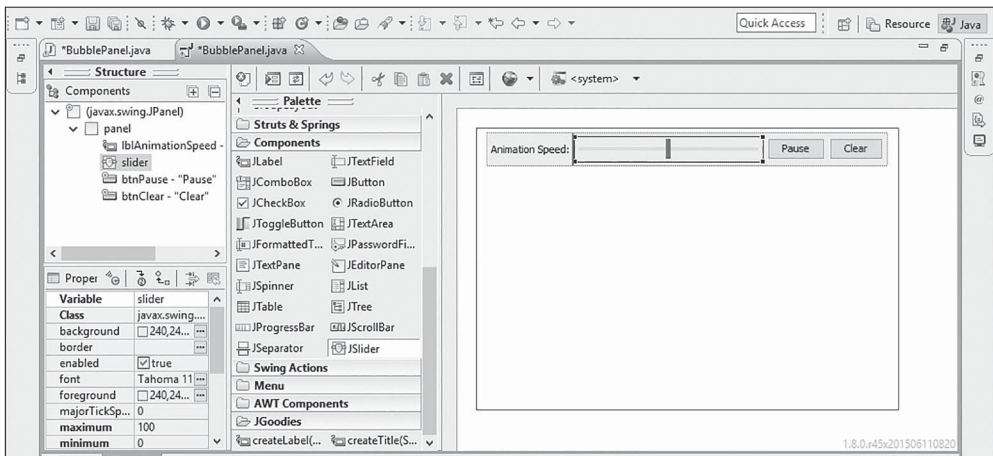 Quick Access
Resource
Java
*BubblePanel.java
*BubblePanel.java
Structure
Components
(javax.swing.JPanel)
panel
lblAnimationSpeed -
slider
btnPause - "Pause"
btnClear - "Clear"
Proper
Variable slider
Class javax.swing....
background 240,24...
border
enabled true
font Tahoma 11
foreground 240,24...
majorTickSp... 0
maximum 100
minimum 0
Palette
Struts & Springs
Components
JLabel JTextField
JComboBox JButton
JCheckBox JRadioButton
JToggleButton JTextArea
JFormattedT... JPasswordFi...
JTextPane JEditorPane
JSpinner JList
JTable JTree
JProgressBar JScrollBar
JSeparator JSlider
Swing Actions
Menu
AWT Components
JGoodies
createLabel(... createTitle(S...
<system>
Animation Speed: Pause Clear
1.8.0.r45x201506110820